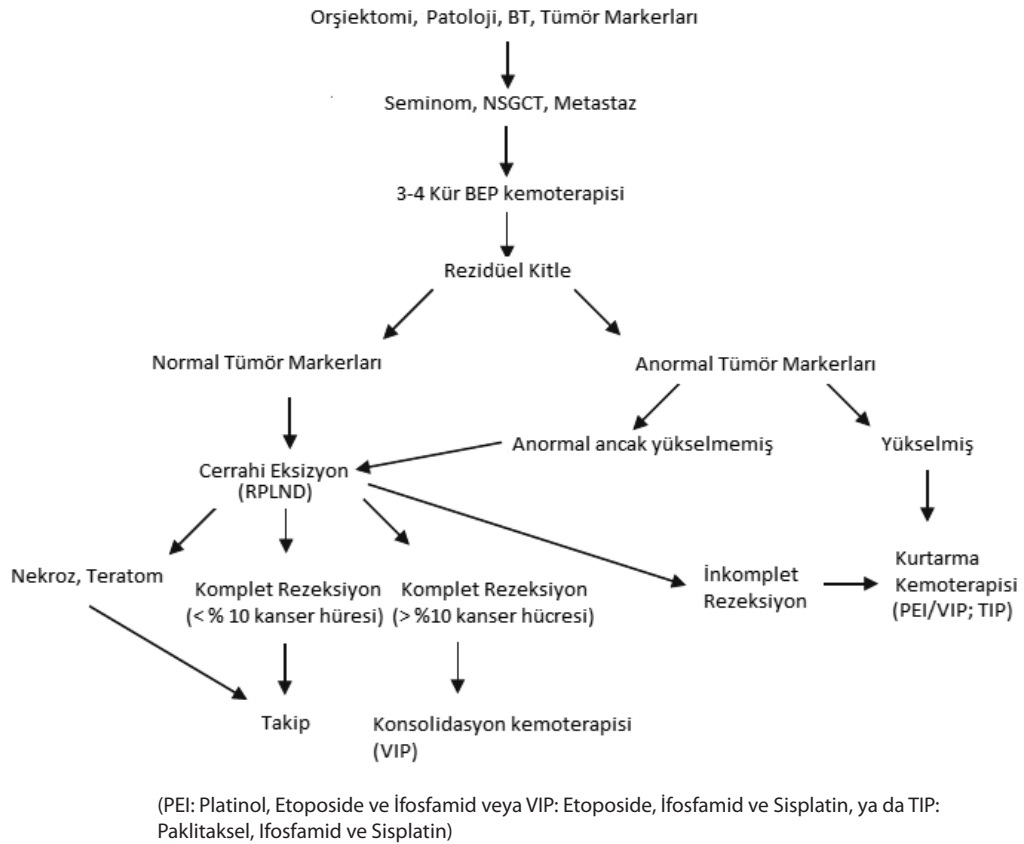 Orşiektomi, Patoloji, BT, Tümör Markerları
Seminom, NSGCT, Metastaz
3-4 Kür BEP kemoterapisi
Rezidüel Kitle
Normal Tümör Markerları
Anormal Tümör Markerları
Anormal ancak yükselmemiş
Yükselmiş
Cerrahi Eksizyon
(RPLND)
Nekroz, Teratom
Komplet Rezeksiyon
(< % 10 kanser hüresi)
Komplet Rezeksiyon
(> %10 kanser hücresi)
İnkomplet
Rezeksiyon
Kurtarma
Kemoterapisi
(PEI/VIP; TIP)
Takip
Konsolidasyon kemoterapisi
(VIP)
(PEI: Platinol, Etoposide ve İfosfamid veya VIP: Etoposide, İfosfamid ve Sisplatin, ya da TIP:
Paklitaksel, Ifosfamid ve Sisplatin)